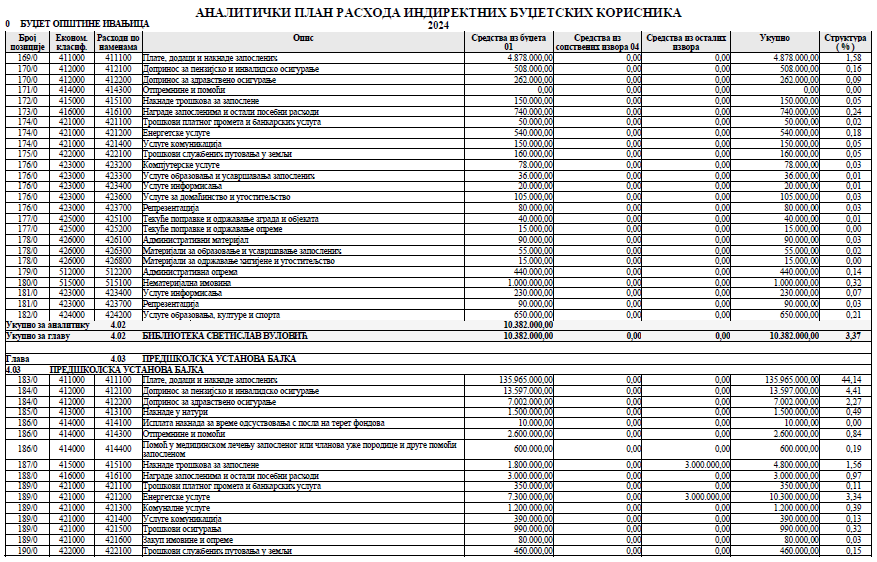 АНАЛИТИЧКИ ПЛАН РАСХОДА ИНДИРЕКТНИХ БУЏЕТСКИХ КОРИСНИКА
0 БУЏЕТ ОПШТИНЕ ИВАЊИЦА 2024
Број позиције Економ. класиф. Расходи по наменама Опис Средства из буџета 01 Средства из сопствених извора 04 Средства из осталих извора Укупно Структура ( % )
169/0 411000 411100 Плате, додаци и накнаде запослених 4.878.000,00 0,00 0,00 4.878.000,00 1,58
170/0 412000 412100 Допринос за пензијско и инвалидско осигурање 508.000,00 0,00 0,00 508.000,00 0,16
170/0 412000 412200 Допринос за здравствено осигурање 262.000,00 0,00 0,00 262.000,00 0,09
171/0 414000 414300 Отпремнине и помоћи 0,00 0,00 0,00 0,00 0,00
172/0 415000 415100 Накнаде трошкова за запослене 150.000,00 0,00 0,00 150.000,00 0,05
173/0 416000 416100 Награде запосленима и остали посебни расходи 740.000,00 0,00 0,00 740.000,00 0,24
174/0 421000 421100 Трошкови платног промета и банкарских услуга 50.000,00 0,00 0,00 50.000,00 0,02
174/0 421000 421200 Енергетске услуге 540.000,00 0,00 0,00 540.000,00 0,18
174/0 421000 421400 Услуге комуникација 150.000,00 0,00 0,00 150.000,00 0,05
175/0 422000 422100 Трошкови службених путовања у земљи 160.000,00 0,00 0,00 160.000,00 0,05
176/0 423000 423200 Компјутерске услуге 78.000,00 0,00 0,00 78.000,00 0,03
176/0 423000 423300 Услуге образовања и усавршавања запослених 36.000,00 0,00 0,00 36.000,00 0,01
176/0 423000 423400 Услуге информисања 20.000,00 0,00 0,00 20.000,00 0,01
176/0 423000 423600 Услуге за домаћинство и угоститељство 105.000,00 0,00 0,00 105.000,00 0,03
176/0 423000 423700 Репрезентација 80.000,00 0,00 0,00 80.000,00 0,03
177/0 425000 425100 Текуће поправке и одржавање зграда и објеката 40.000,00 0,00 0,00 40.000,00 0,01
177/0 425000 425200 Текуће поправке и одржавање опреме 15.000,00 0,00 0,00 15.000,00 0,00
178/0 426000 426100 Административни материјал 90.000,00 0,00 0,00 90.000,00 0,03
178/0 426000 426300 Материјали за образовање и усавршавање запослених 55.000,00 0,00 0,00 55.000,00 0,02
178/0 426000 426800 Материјали за одржавање хигијене и угоститељство 15.000,00 0,00 0,00 15.000,00 0,00
179/0 512000 512200 Административна опрема 440.000,00 0,00 0,00 440.000,00 0,14
180/0 515000 515100 Нематеријална имовина 1.000.000,00 0,00 0,00 1.000.000,00 0,32
181/0 423000 423400 Услуге информисања 230.000,00 0,00 0,00 230.000,00 0,07
181/0 423000 423700 Репрезентација 90.000,00 0,00 0,00 90.000,00 0,03
182/0 424000 424200 Услуге образовања, културе и спорта 650.000,00 0,00 0,00 650.000,00 0,21
Укупно за аналитику 4.02 10.382.000,00
Укупно за главу 4.02 БИБЛИОТЕКА СВЕТИСЛАВ ВУЛОВИЋ 10.382.000,00 0,00 0,00 10.382.000,00 3,37
Глава 4.03 ПРЕДШКОЛСКА УСТАНОВА БАЈКА
4.03 ПРЕДШКОЛСКА УСТАНОВА БАЈКА
183/0 411000 411100 Плате, додаци и накнаде запослених 135.965.000,00 0,00 0,00 135.965.000,00 44,14
184/0 412000 412100 Допринос за пензијско и инвалидско осигурање 13.597.000,00 0,00 0,00 13.597.000,00 4,41
184/0 412000 412200 Допринос за здравствено осигурање 7.002.000,00 0,00 0,00 7.002.000,00 2,27
185/0 413000 413100 Накнаде у натури 1.500.000,00 0,00 0,00 1.500.000,00 0,49
186/0 414000 414100 Исплата накнада за време одсуствовања с посла на терет фондова 10.000,00 0,00 0,00 10.000,00 0,00
186/0 414000 414300 Отпремнине и помоћи 2.600.000,00 0,00 0,00 2.600.000,00 0,84
186/0 414000 414400 Помоћ у медицинском лечењу запосленог или чланова уже породице и друге помоћи запосленом 600.000,00 0,00 0,00 600.000,00 0,19
187/0 415000 415100 Накнаде трошкова за запослене 1.800.000,00 0,00 3.000.000,00 4.800.000,00 1,56
188/0 416000 416100 Награде запосленима и остали посебни расходи 3.000.000,00 0,00 0,00 3.000.000,00 0,97
189/0 421000 421100 Трошкови платног промета и банкарских услуга 350.000,00 0,00 0,00 350.000,00 0,11
189/0 421000 421200 Енергетске услуге 7.300.000,00 0,00 3.000.000,00 10.300.000,00 3,34
189/0 421000 421300 Комуналне услуге 1.200.000,00 0,00 0,00 1.200.000,00 0,39
189/0 421000 421400 Услуге комуникација 390.000,00 0,00 0,00 390.000,00 0,13
189/0 421000 421500 Трошкови осигурања 990.000,00 0,00 0,00 990.000,00 0,32
189/0 421000 421600 Закуп имовине и опреме 80.000,00 0,00 0,00 80.000,00 0,03
190/0 422000 422100 Трошкови службених путовања у земљи 460.000,00 0,00 0,00 460.000,00 0,15